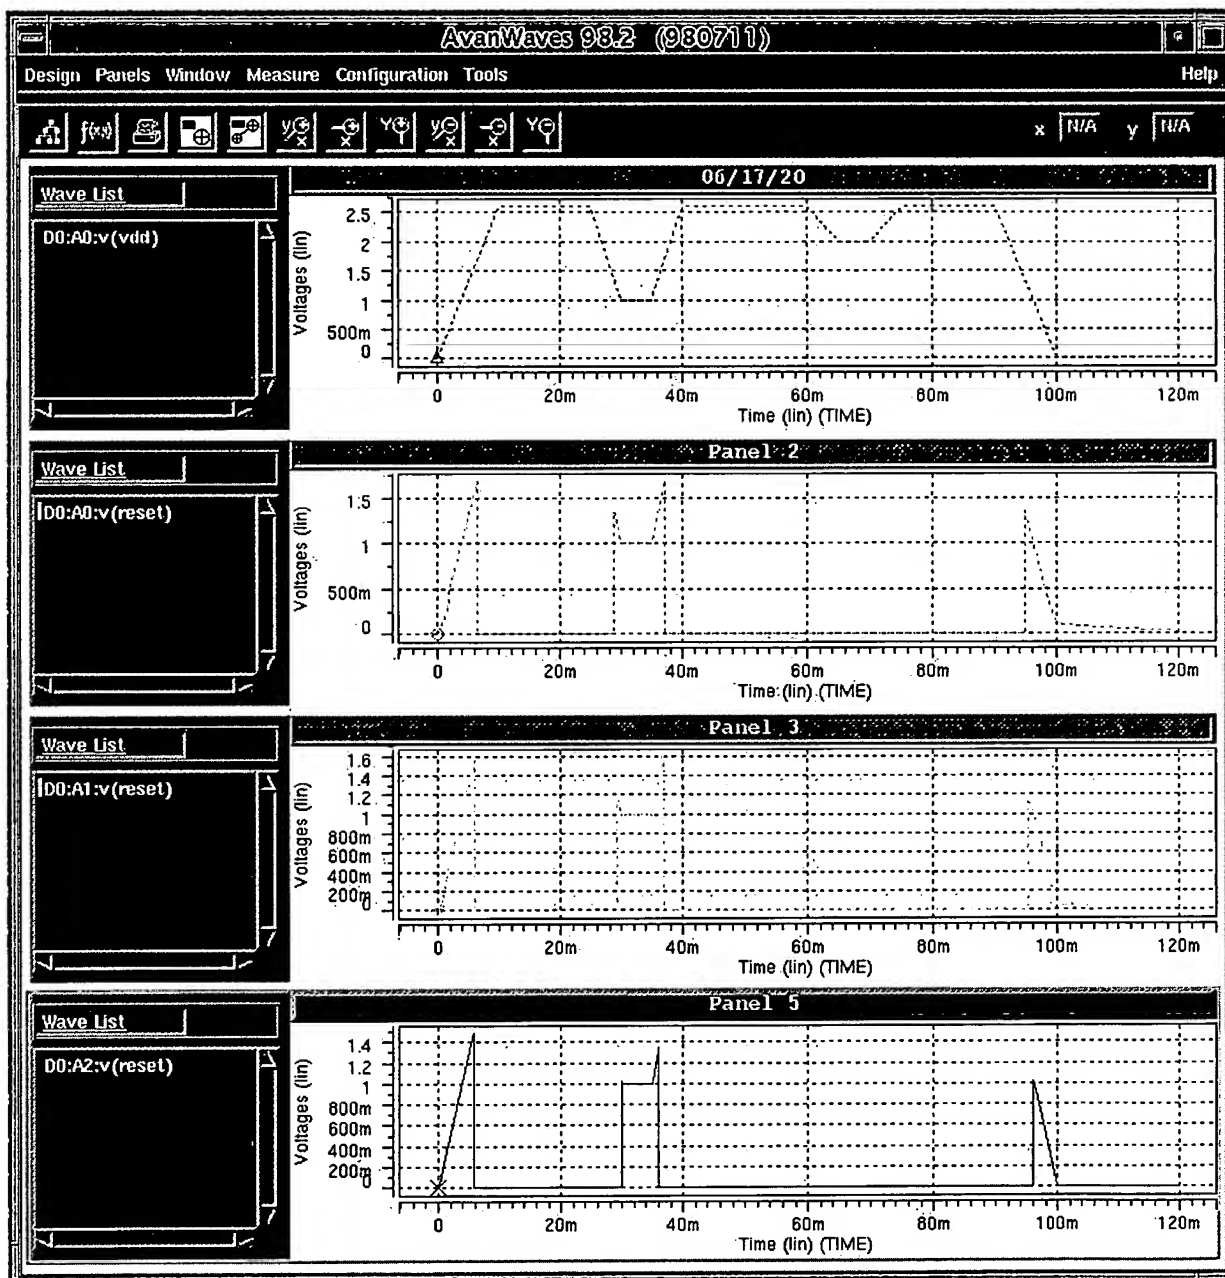 AvanWaves 98.2 (980711)
Design Panels Window Measure Configuration Tools Help
f(x,y) y/x x Y y/x x Y x N/A y N/A
Wave List
D0:A0:v(vdd)
06/17/20
Voltages (lin)
2.5
2
1.5
1
500m
0
0 20m 40m 60m 80m 100m 120m
Time (lin) (TIME)
Wave List
D0:A0:v(reset)
Panel 2
Voltages (lin)
1.5
1
500m
0
0 20m 40m 60m 80m 100m 120m
Time (lin) (TIME)
Wave List
D0:A1:v(reset)
Panel 3
Voltages (lin)
1.6
1.4
1.2
1
800m
600m
400m
200m
0
0 20m 40m 60m 80m 100m 120m
Time (lin) (TIME)
Wave List
D0:A2:v(reset)
Panel 5
Voltages (lin)
1.4
1.2
1
800m
600m
400m
200m
0
0 20m 40m 60m 80m 100m 120m
Time (lin) (TIME)